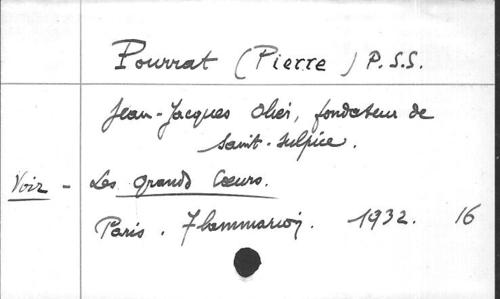 Pourrat (Pierre) P.S.S.
Jean-Jacques Olier, fondateur de
Saint-Sulpice.
Voir - Les Grands Cœurs.
Paris. Flammarion. 1932. 16